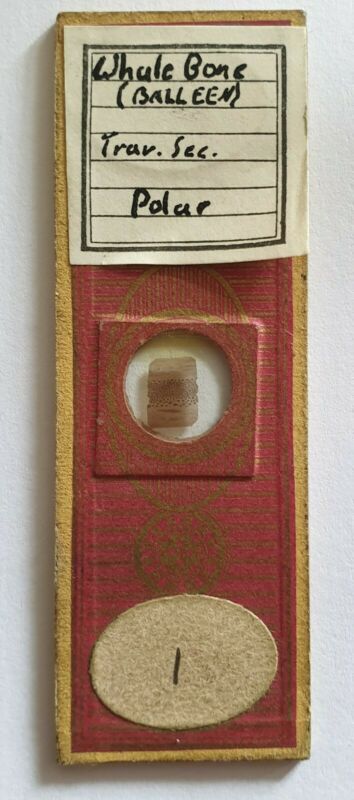 Whale Bone
(BALLEEN)
Trav. Sec.
Polar
1